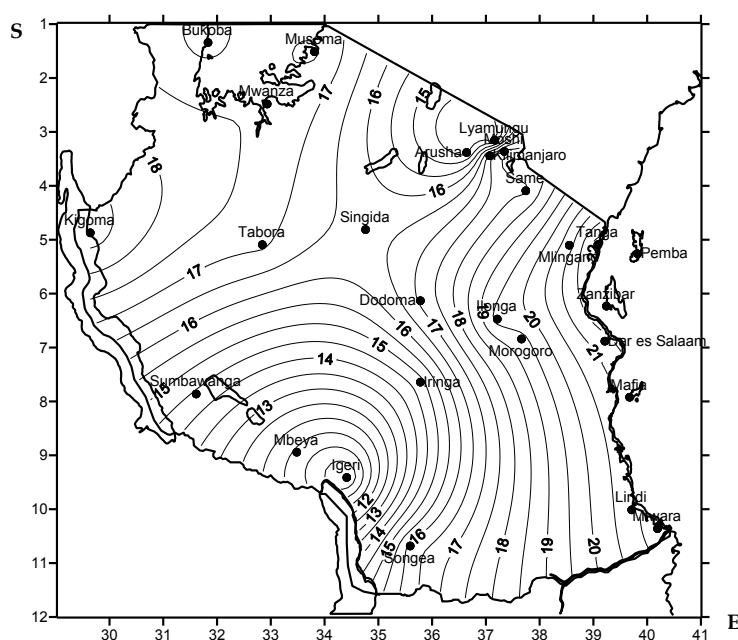 S
1
2
3
4
5
6
7
8
9
10
11
12
30 31 32 33 34 35 36 37 38 39 40 41
E
Bukoba
Musoma
Mwanza
17
16
15
Lyamungu
Moshi
Arusha
Kilimanjaro
18
16
Same
Kigoma
Singida
Tabora
Tanga
Mlingano
Pemba
17
Dodoma
Zanzibar
16
16
17
18
19
Ilonga
20
15
14
Morogoro
21
Dar es Salaam
15
Sumbawanga
Iringa
Mafia
13
Mbeya
Igeri
12
13
14
15
16
Songea
17
18
19
20
Lindi
Mtwara